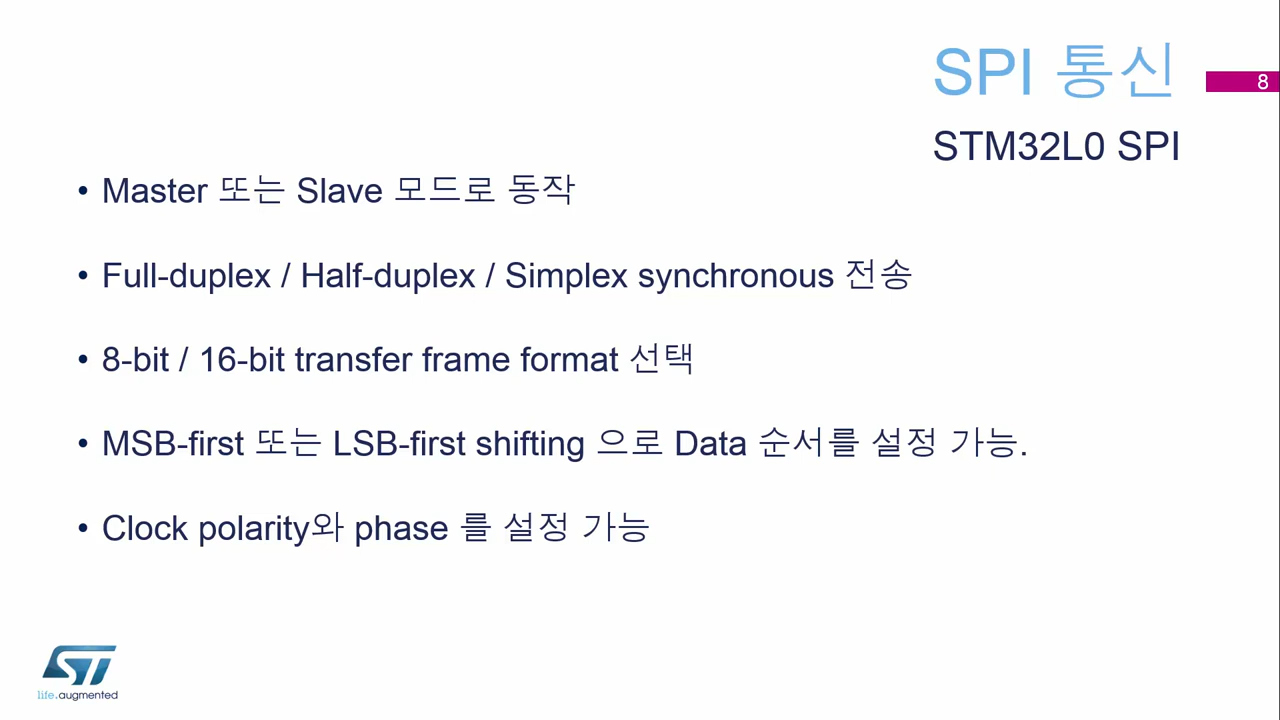 SPI 통신
8
STM32L0 SPI
• Master 또는 Slave 모드로 동작
• Full-duplex / Half-duplex / Simplex synchronous 전송
• 8-bit / 16-bit transfer frame format 선택
• MSB-first 또는 LSB-first shifting 으로 Data 순서를 설정 가능.
• Clock polarity와 phase 를 설정 가능
ST
life.augmented